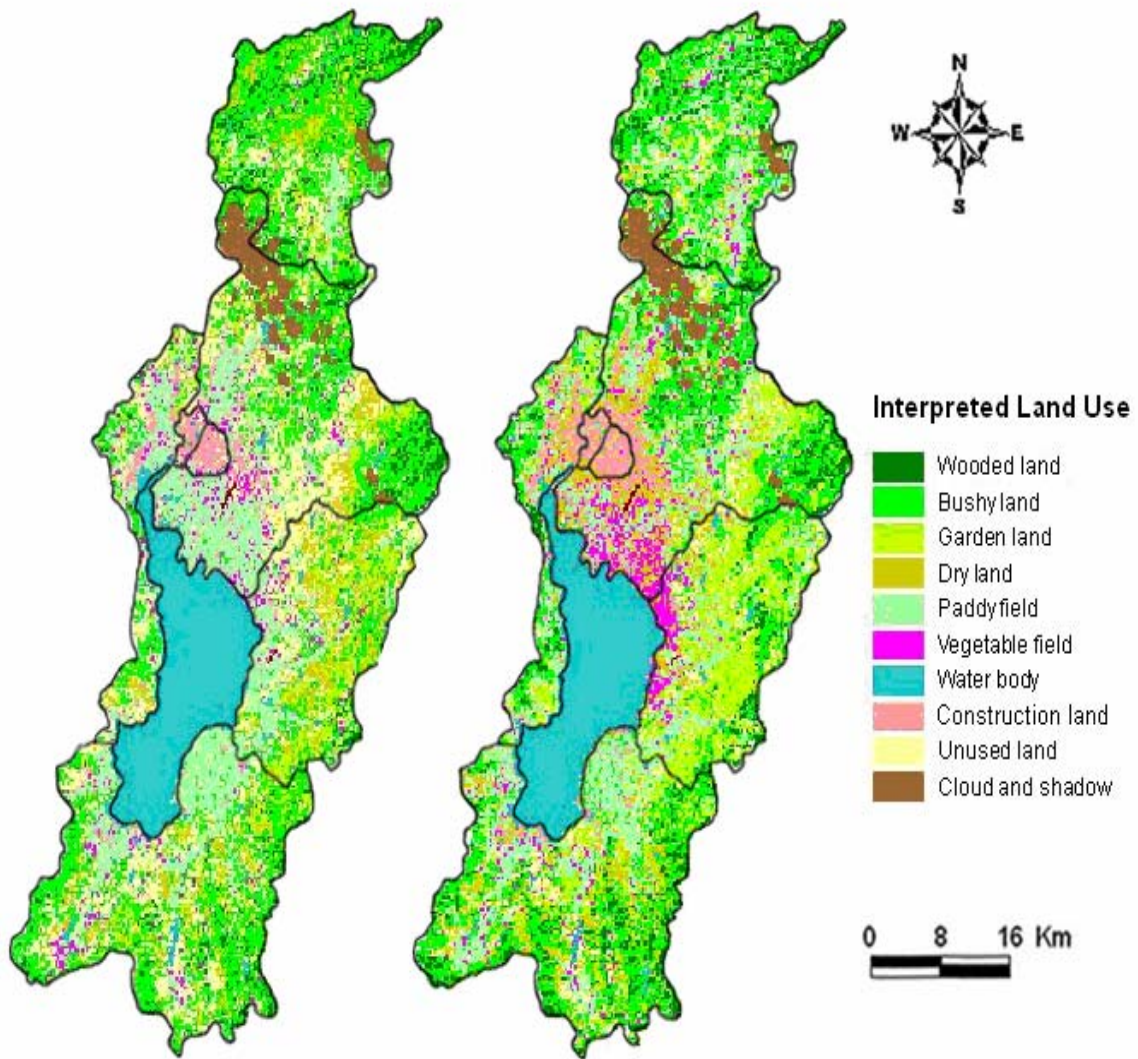 N
W E
S
Interpreted Land Use
Wooded land
Bushy land
Garden land
Dry land
Paddy field
Vegetable field
Water body
Construction land
Unused land
Cloud and shadow
0 8 16 Km